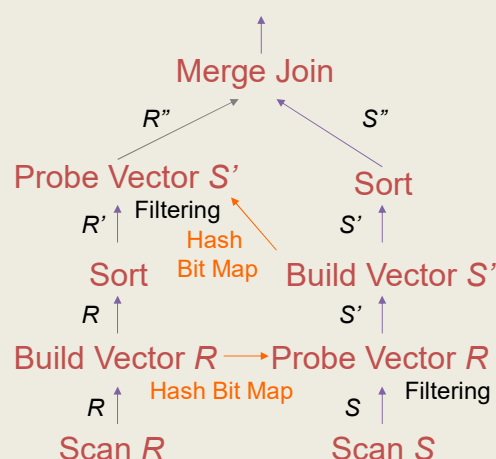 Merge Join
R” S”
Probe Vector S’ Sort
R’ Filtering S’
Hash
Bit Map
Sort Build Vector S’
R S’
Build Vector R Probe Vector R
R Hash Bit Map S Filtering
Scan R Scan S